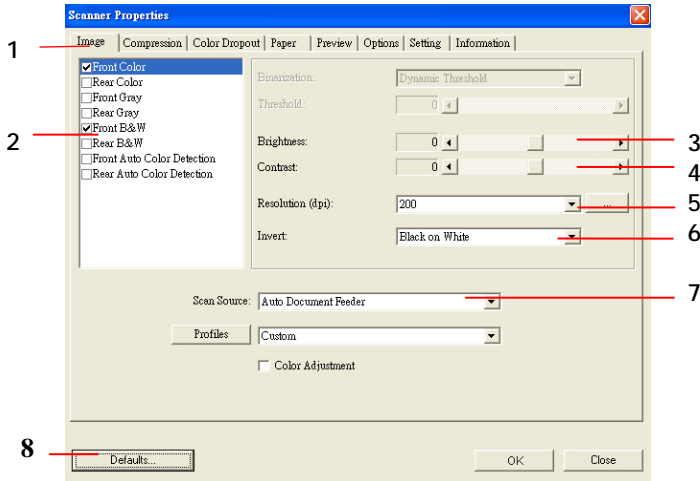 Scanner Properties
1
Image Compression Color Dropout Paper Preview Options Setting Information
2
Front Color
Rear Color
Front Gray
Rear Gray
Front B&W
Rear B&W
Front Auto Color Detection
Rear Auto Color Detection
Binarization: Dynamic Threshold
Threshold: 0
Brightness: 0 3
Contrast: 0 4
Resolution (dpi): 200 ... 5
Invert: Black on White 6
Scan Source: Auto Document Feeder 7
Profiles Custom
Color Adjustment
8 Defaults... OK Close